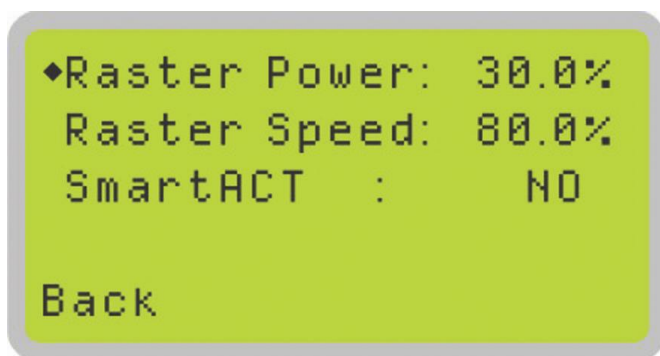 ◆Raster Power: 30.0%
Raster Speed: 80.0%
SmartACT : NO
Back